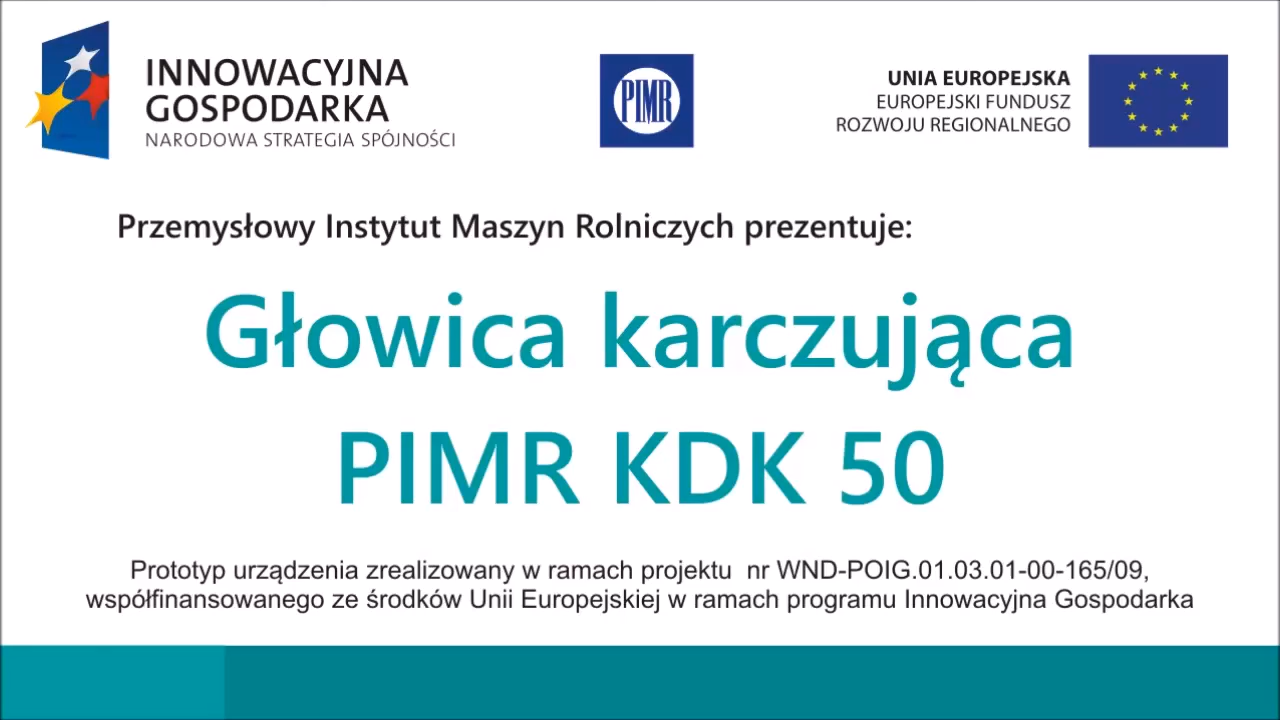 INNOWACYJNA
GOSPODARKA
NARODOWA STRATEGIA SPÓJNOŚCI
PIMR
UNIA EUROPEJSKA
EUROPEJSKI FUNDUSZ
ROZWOJU REGIONALNEGO
Przemysłowy Instytut Maszyn Rolniczych prezentuje:
Głowica karczująca
PIMR KDK 50
Prototyp urządzenia zrealizowany w ramach projektu  nr WND-POIG.01.03.01-00-165/09,
współfinansowanego ze środków Unii Europejskiej w ramach programu Innowacyjna Gospodarka